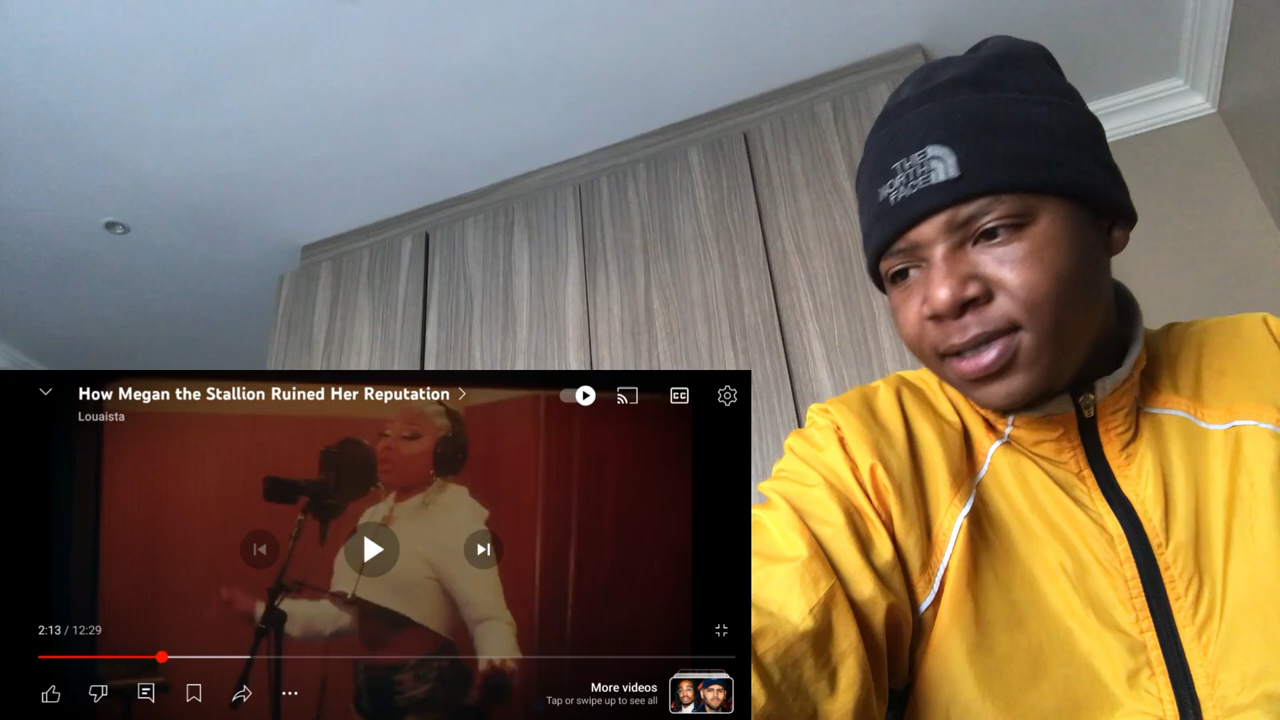 THE
NORTH
FACE
How Megan the Stallion Ruined Her Reputation
Louaista
CC
2:13 / 12:29
More videos
Tap or swipe up to see all